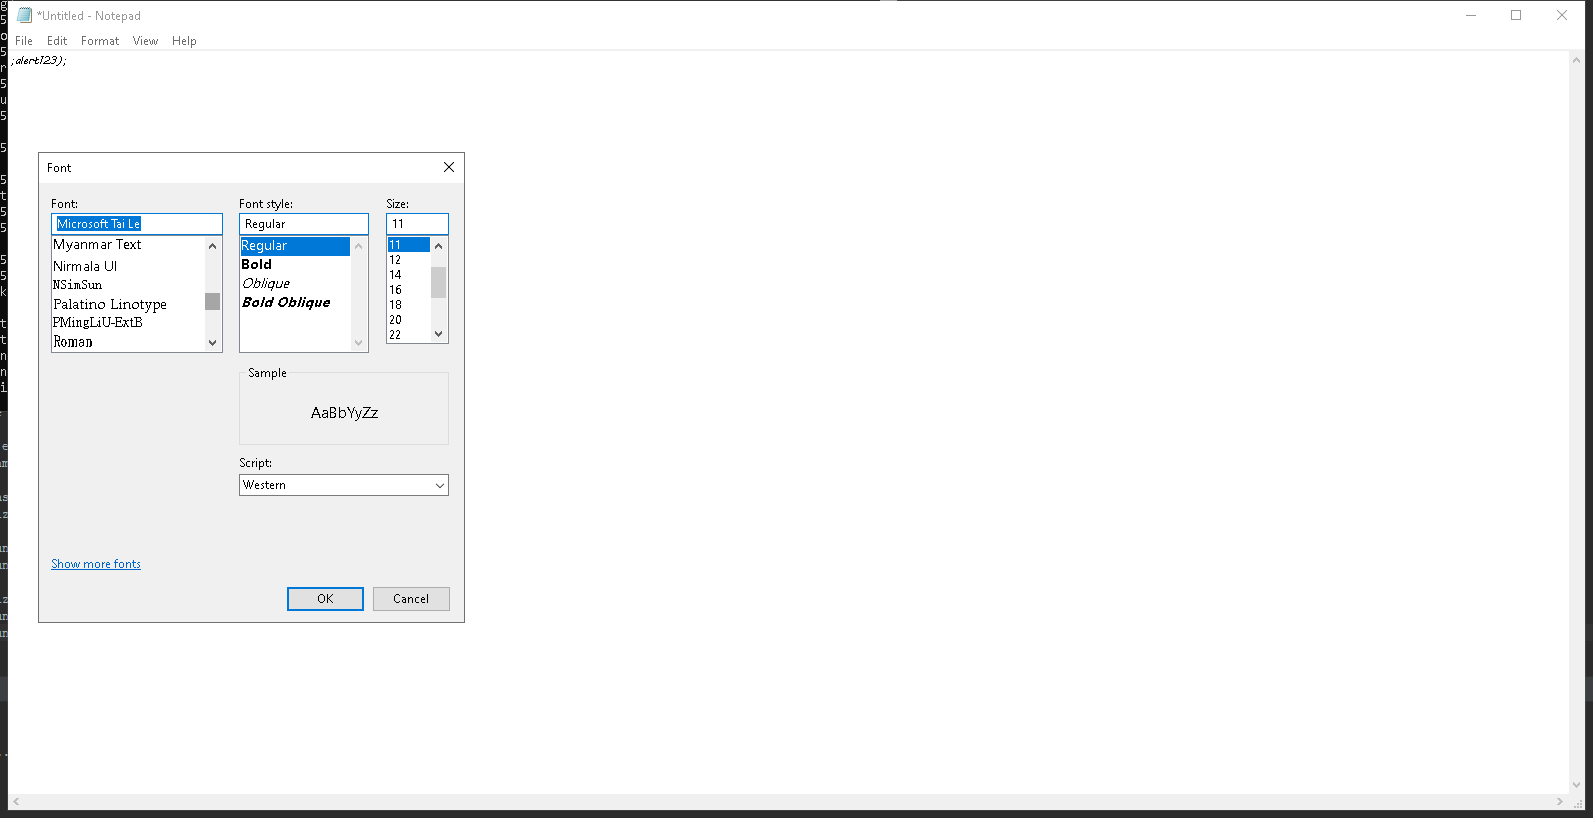 *Untitled - Notepad
File Edit Format View Help
;alert123);
Font
Font: Font style: Size:
Microsoft Tai Le Regular 11
Myanmar Text Regular 11
Nirmala UI Bold 12
NSimSun Oblique 14
Palatino Linotype Bold Oblique 16
PMingLiU-ExtB 18
Roman 20
22
Sample
AaBbYyZz
Script:
Western
Show more fonts
OK Cancel